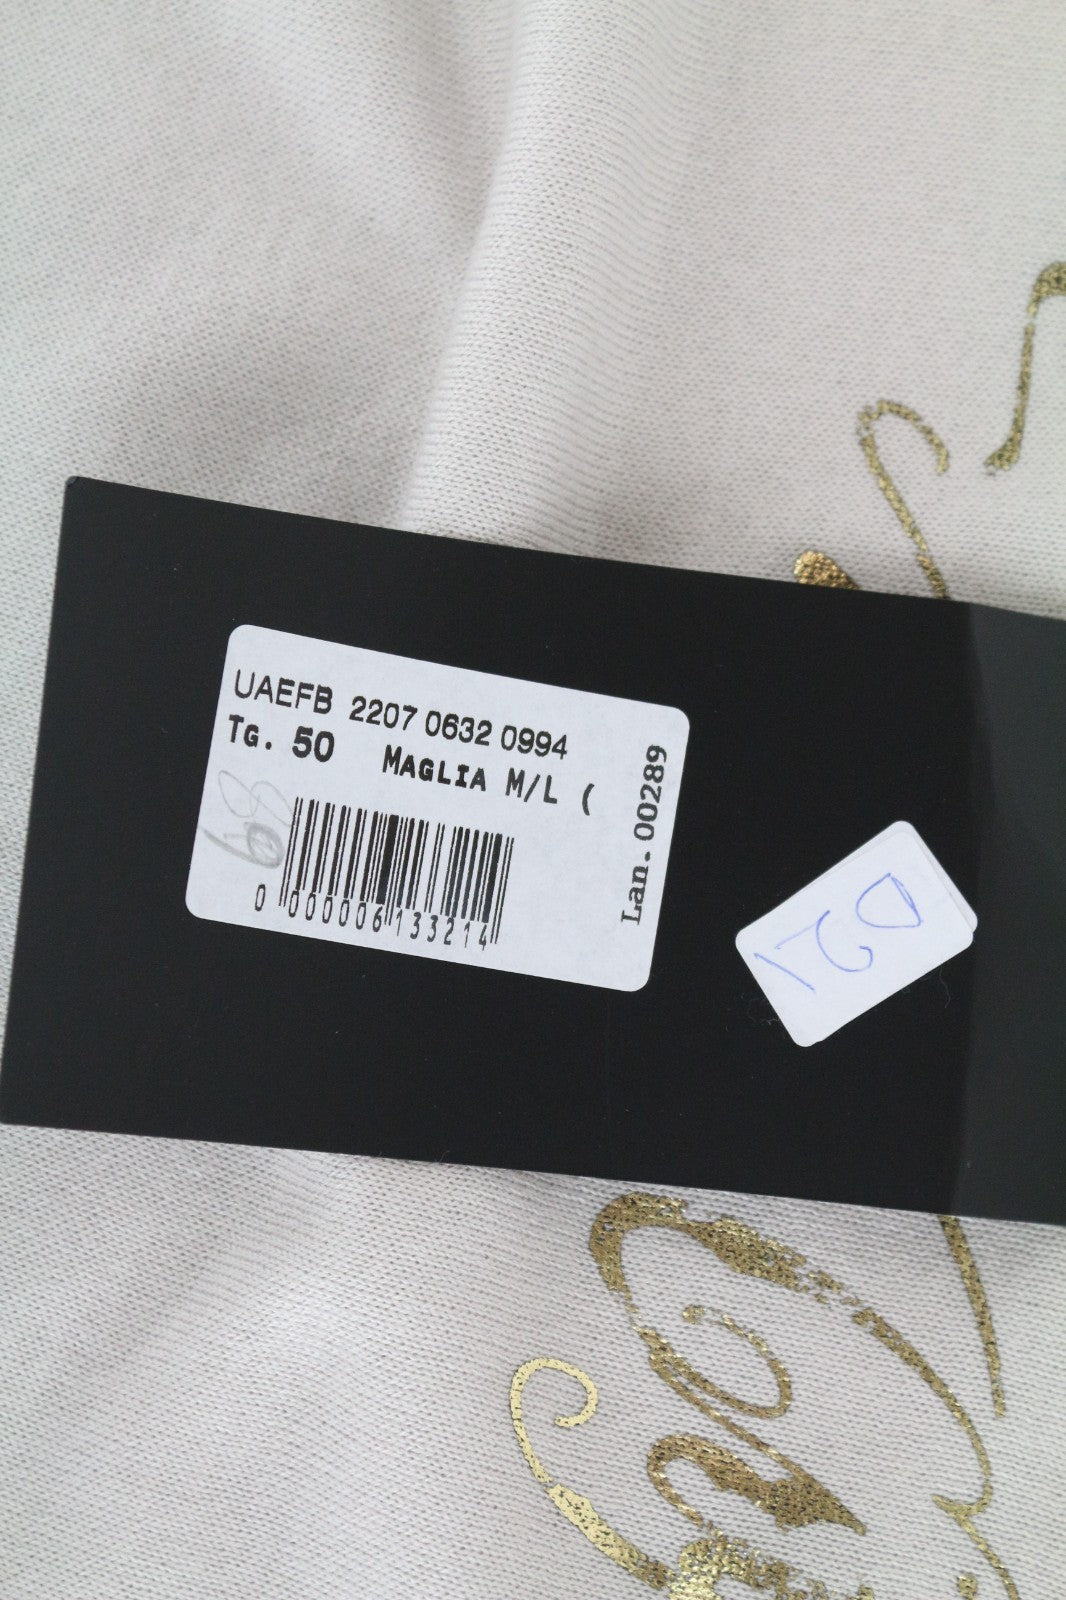 UAEFB 2207 0632 0994
TG. 50 MAGLIA M/L (
Lan. 00289
0 000006 133214
D21